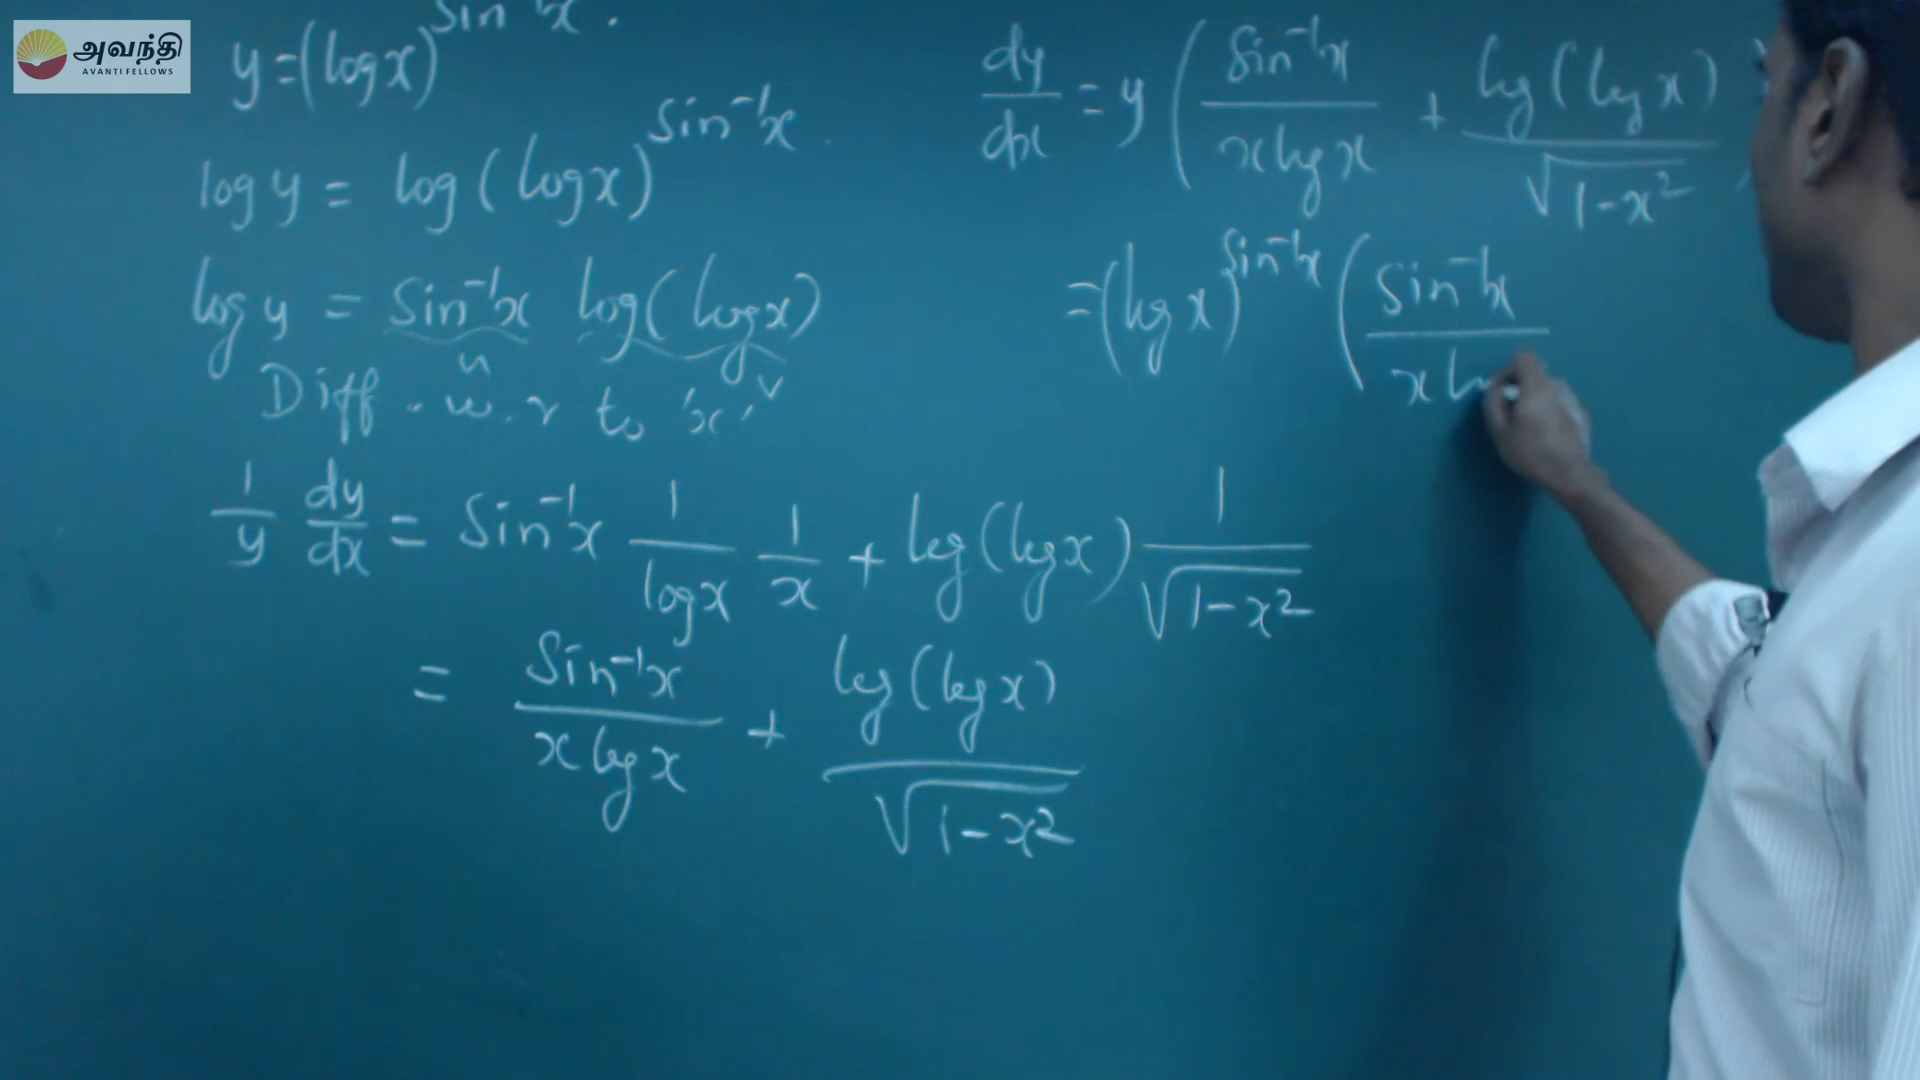 அவந்தி
AVANTI FELLOWS
y = (log x)^sin⁻¹x .
log y = log (log x)^sin⁻¹x .
log y = sin⁻¹x log(log x)
u v
Diff . w.r to 'x'
1/y dy/dx = sin⁻¹x 1/log x 1/x + log(log x) 1/√1-x²
= sin⁻¹x/x log x + log(log x)/√1-x²
dy/dx = y ( sin⁻¹x/x log x + log(log x)/√1-x² )
= (log x)^sin⁻¹x ( sin⁻¹x/x lo